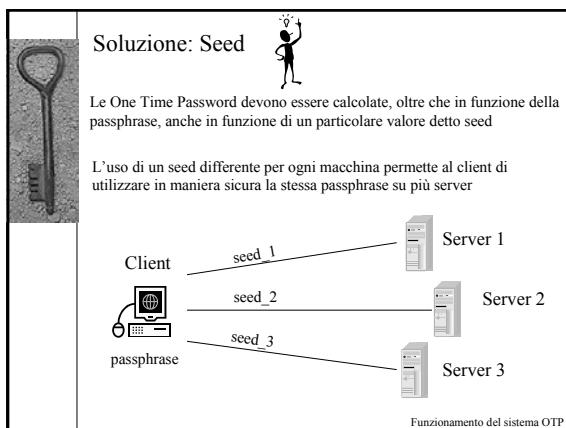 Soluzione: Seed
Le One Time Password devono essere calcolate, oltre che in funzione della
passphrase, anche in funzione di un particolare valore detto seed
L'uso di un seed differente per ogni macchina permette al client di
utilizzare in maniera sicura la stessa passphrase su più server
Client
seed_1
Server 1
seed_2
Server 2
seed_3
passphrase
Server 3
Funzionamento del sistema OTP